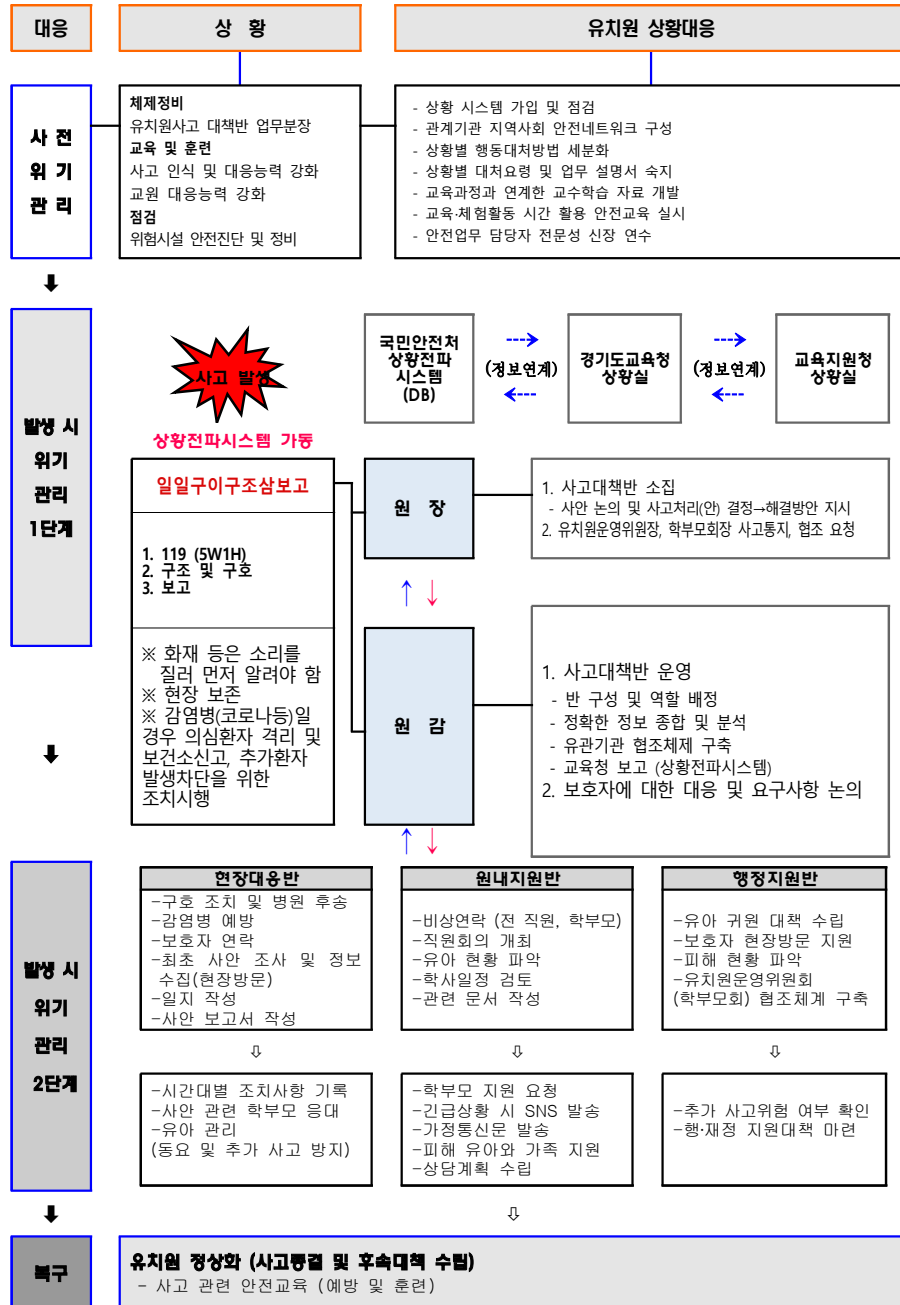 대응
상 황
유치원 상황대응
사 전
위 기
관 리
체제정비
유치원사고 대책반 업무분장
교육 및 훈련
사고 인식 및 대응능력 강화
교원 대응능력 강화
점검
위험시설 안전진단 및 정비
- 상황 시스템 가입 및 점검
- 관계기관 지역사회 안전네트워크 구성
- 상황별 행동대처방법 세분화
- 상황별 대처요령 및 업무 설명서 숙지
- 교육과정과 연계한 교수학습 자료 개발
- 교육·체험활동 시간 활용 안전교육 실시
- 안전업무 담당자 전문성 신장 연수
⬇
발생 시
위기
관리
1단계
사고 발생
상황전파시스템 가동
국민안전처
상황전파
시스템
(DB)
(정보연계)
경기도교육청
상황실
(정보연계)
교육지원청
상황실
일일구이구조삼보고
1. 119 (5W1H)
2. 구조 및 구호
3. 보고
※ 화재 등은 소리를
질러 먼저 알려야 함
※ 현장 보존
※ 감염병(코로나등)일
경우 의심환자 격리 및
보건소신고, 추가환자
발생차단을 위한
조치시행
원 장
1. 사고대책반 소집
- 사안 논의 및 사고처리(안) 결정→해결방안 지시
2. 유치원운영위원장, 학부모회장 사고통지, 협조 요청
↑ ↓
원 감
1. 사고대책반 운영
- 반 구성 및 역할 배정
- 정확한 정보 종합 및 분석
- 유관기관 협조체제 구축
- 교육청 보고 (상황전파시스템)
2. 보호자에 대한 대응 및 요구사항 논의
↑ ↓
⬇
발생 시
위기
관리
2단계
현장대응반
-구호 조치 및 병원 후송
-감염병 예방
-보호자 연락
-최초 사안 조사 및 정보
수집(현장방문)
-일지 작성
-사안 보고서 작성
⇩
-시간대별 조치사항 기록
-사안 관련 학부모 응대
-유아 관리
(동요 및 추가 사고 방지)
원내지원반
-비상연락 (전 직원, 학부모)
-직원회의 개최
-유아 현황 파악
-학사일정 검토
-관련 문서 작성
⇩
-학부모 지원 요청
-긴급상황 시 SNS 발송
-가정통신문 발송
-피해 유아와 가족 지원
-상담계획 수립
행정지원반
-유아 귀원 대책 수립
-보호자 현장방문 지원
-피해 현황 파악
-유치원운영위원회
(학부모회) 협조체계 구축
⇩
-추가 사고위험 여부 확인
-행·재정 지원대책 마련
⬇
⇩
복구
유치원 정상화 (사고종결 및 후속대책 수립)
- 사고 관련 안전교육 (예방 및 훈련)